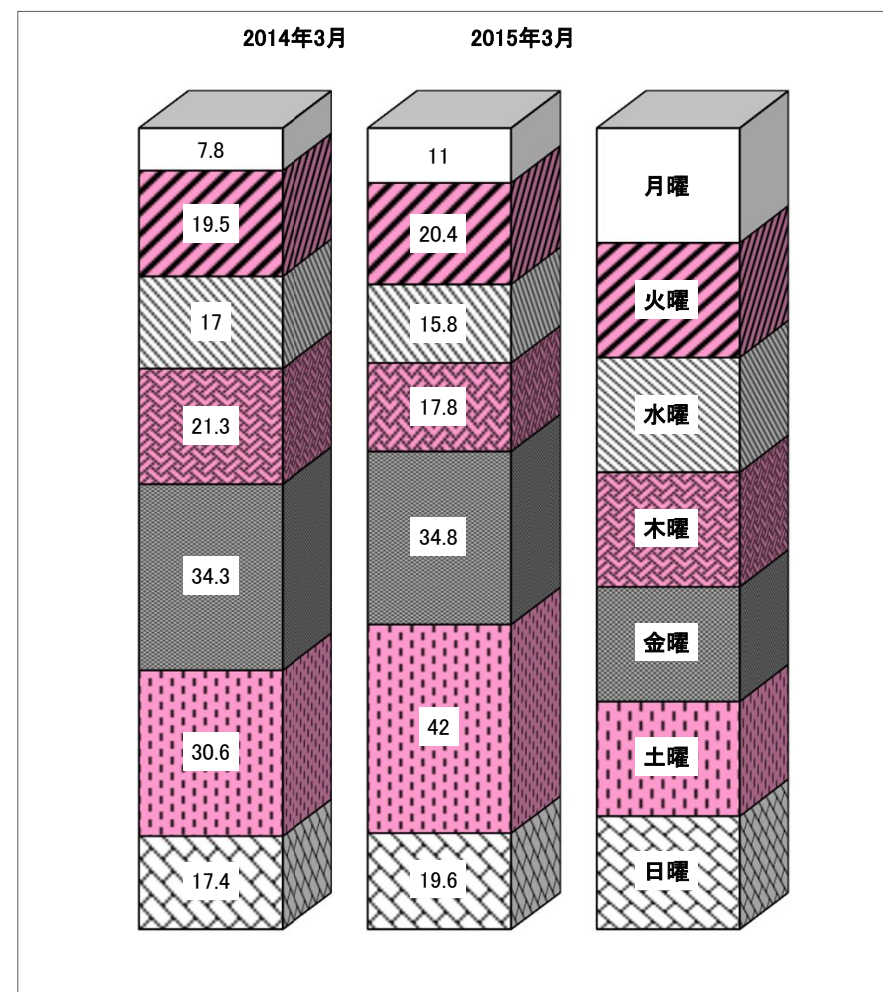 2014年3月 2015年3月
7.8 11 月曜
19.5 20.4 火曜
17 15.8 水曜
21.3 17.8 木曜
34.3 34.8 金曜
30.6 42 土曜
17.4 19.6 日曜